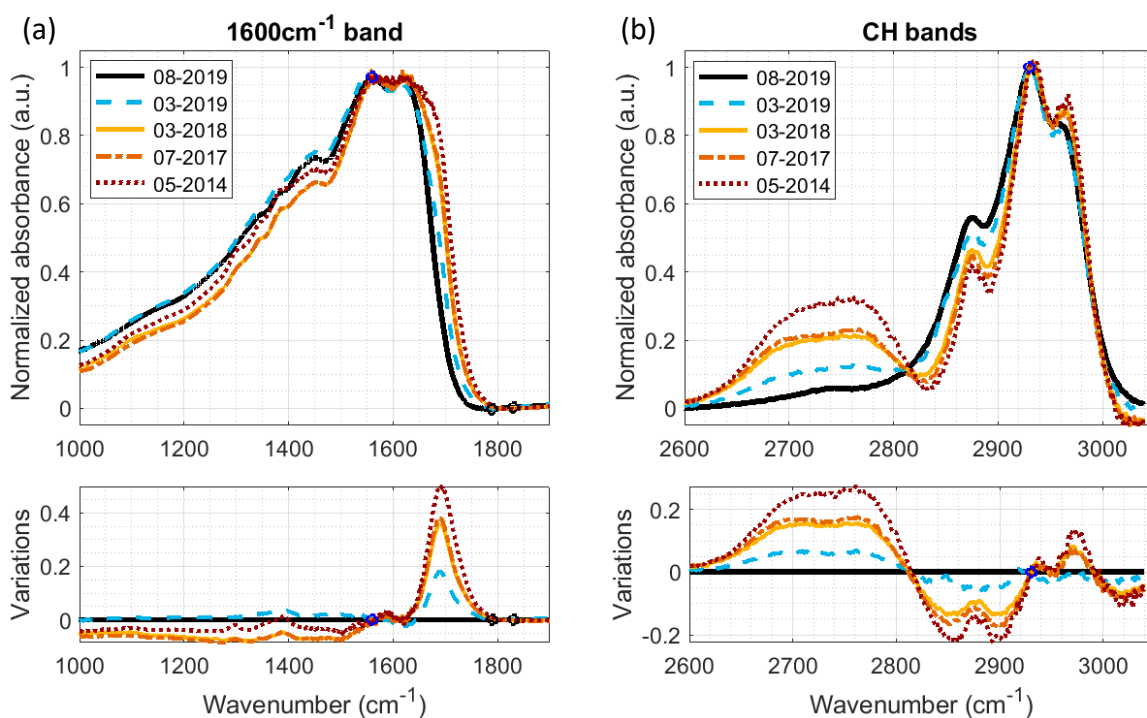 (a)
1600cm⁻¹ band
Normalized absorbance (a.u.)
1
0.8
0.6
0.4
0.2
0
08-2019
03-2019
03-2018
07-2017
05-2014
1000 1200 1400 1600 1800
Variations
0.4
0.2
0
1000 1200 1400 1600 1800
Wavenumber (cm⁻¹)
(b)
CH bands
Normalized absorbance (a.u.)
1
0.8
0.6
0.4
0.2
0
08-2019
03-2019
03-2018
07-2017
05-2014
2600 2700 2800 2900 3000
Variations
0.2
0
-0.2
2600 2700 2800 2900 3000
Wavenumber (cm⁻¹)